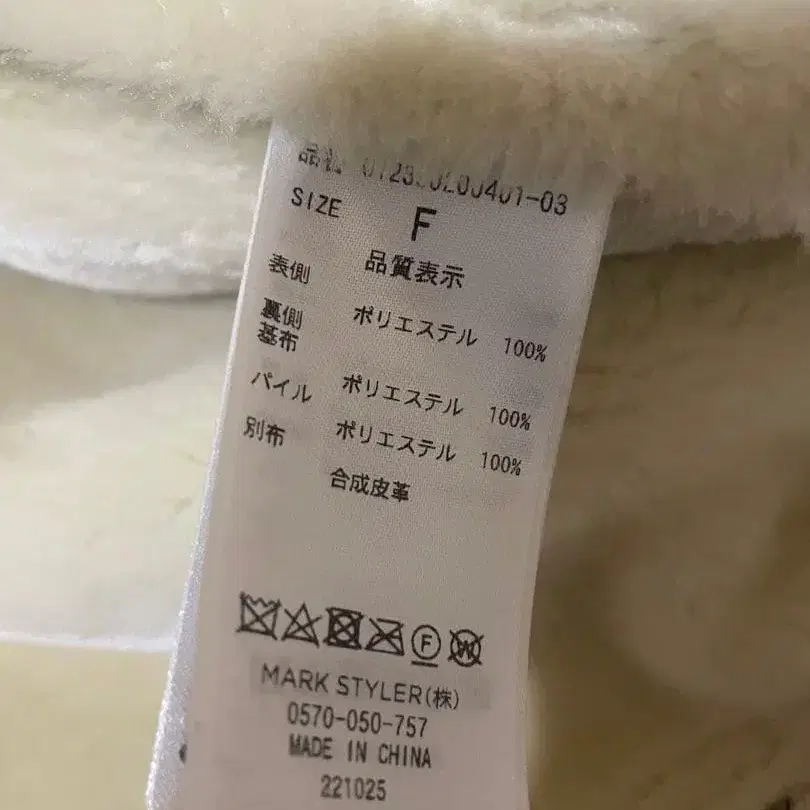 SIZE F
品質表示
表側 ポリエステル 100%
裏側
基布 ポリエステル 100%
パイル ポリエステル 100%
別布 合成皮革
F
W
MARK STYLER(株)
0570-050-757
MADE IN CHINA
221025